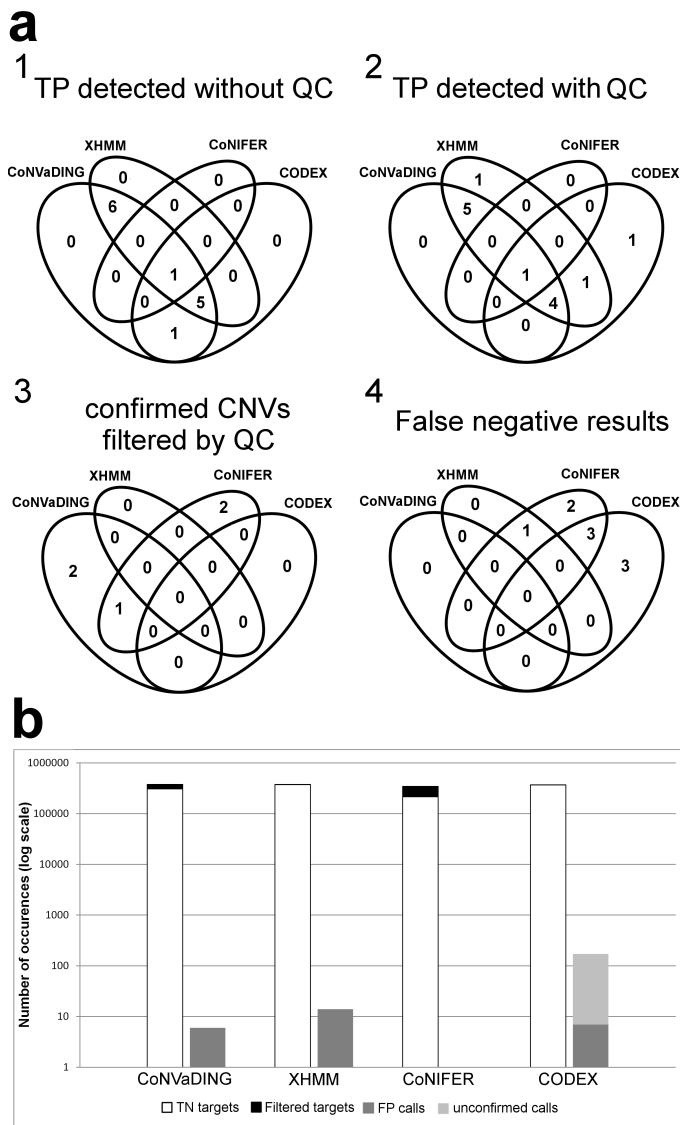 a
1 TP detected without QC
XHMM CoNIFER
CoNVaDING CODEX
0 0
6 0 0
0 0 0 0
0 1 0
0 5
1
2 TP detected with QC
XHMM CoNIFER
CoNVaDING CODEX
1 0
5 0 0
0 0 0 1
0 1 1
0 4
0
3 confirmed CNVs
filtered by QC
XHMM CoNIFER
CoNVaDING CODEX
0 2
0 0 0
2 0 0 0
1 0 0
0 0
0
4 False negative results
XHMM CoNIFER
CoNVaDING CODEX
0 2
0 1 3
0 0 0 3
0 0 0
0 0
0
b
Number of occurences (log scale)
1000000
100000
10000
1000
100
10
1
CoNVaDING XHMM CoNIFER CODEX
TN targets Filtered targets FP calls unconfirmed calls